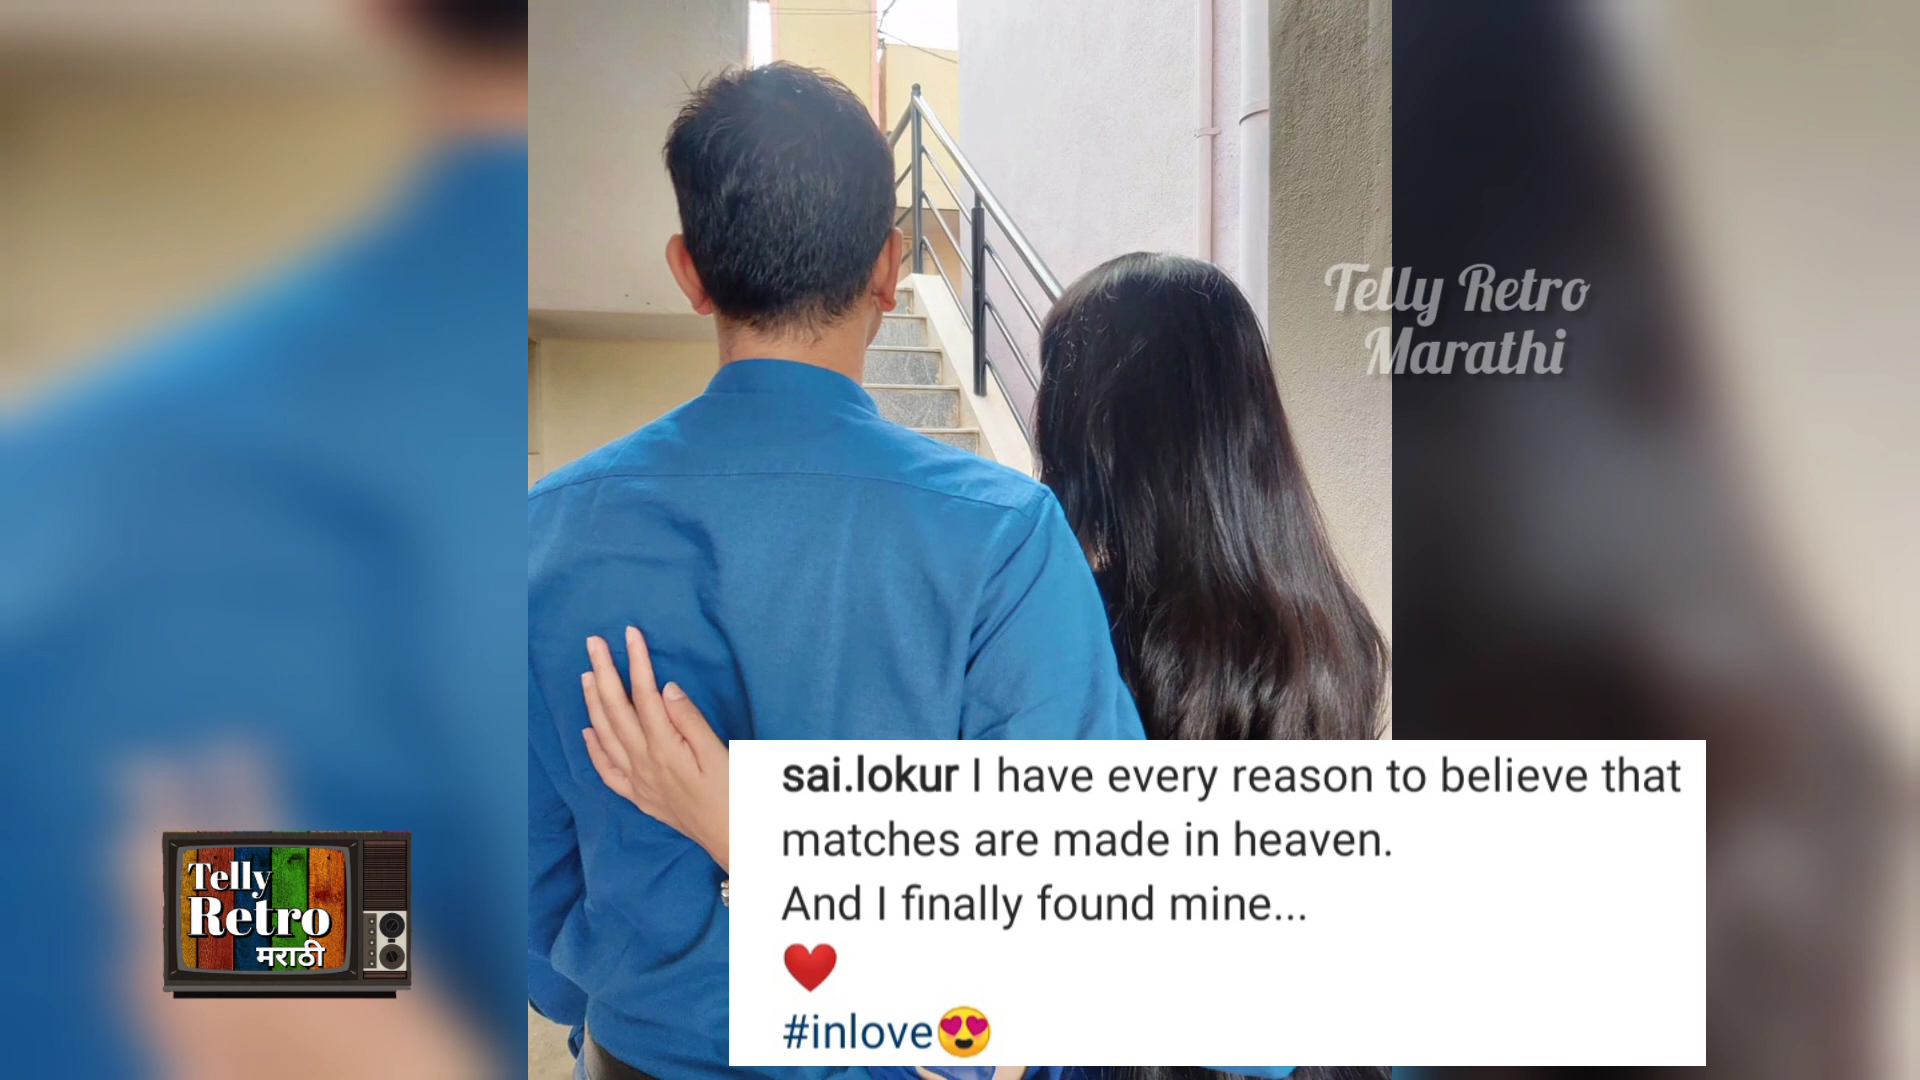 Telly Retro
Marathi
Telly
Retro
मराठी
sai.lokur I have every reason to believe that
matches are made in heaven.
And I finally found mine...
❤️
#inlove😍